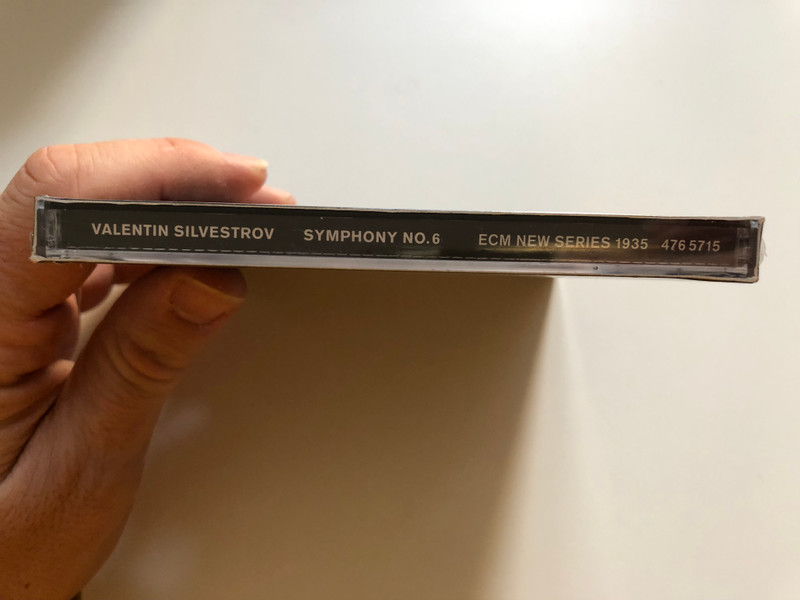 VALENTIN SILVESTROV SYMPHONY NO.6 ECM NEW SERIES 1935 476 5715